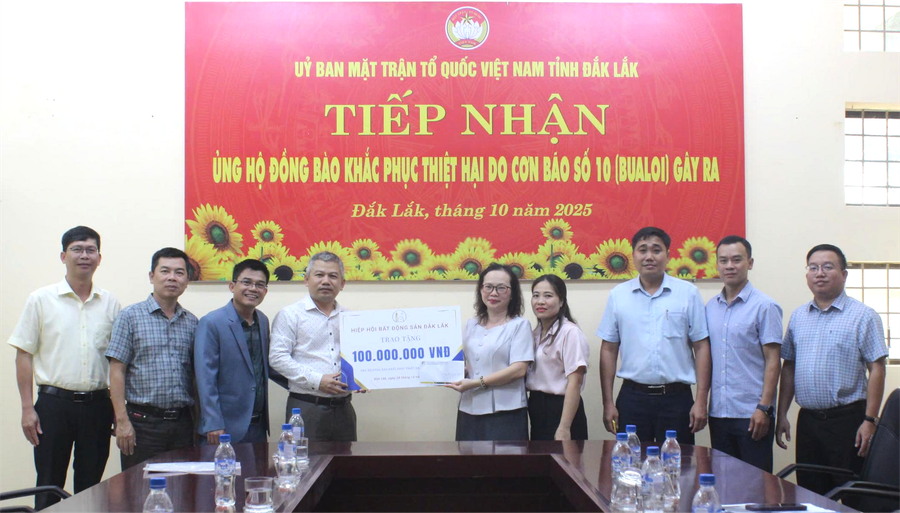 UỶ BAN MẶT TRẬN TỔ QUỐC VIỆT NAM TỈNH ĐẮK LẮK
TIẾP NHẬN
ỦNG HỘ ĐỒNG BÀO KHẮC PHỤC THIỆT HẠI DO CƠN BÃO SỐ 10 (BUALOI) GÂY RA
Đắk Lắk, tháng 10 năm 2025
HIỆP HỘI BẤT ĐỘNG SẢN ĐẮK LẮK
TRAO TẶNG
100.000.000 VNĐ